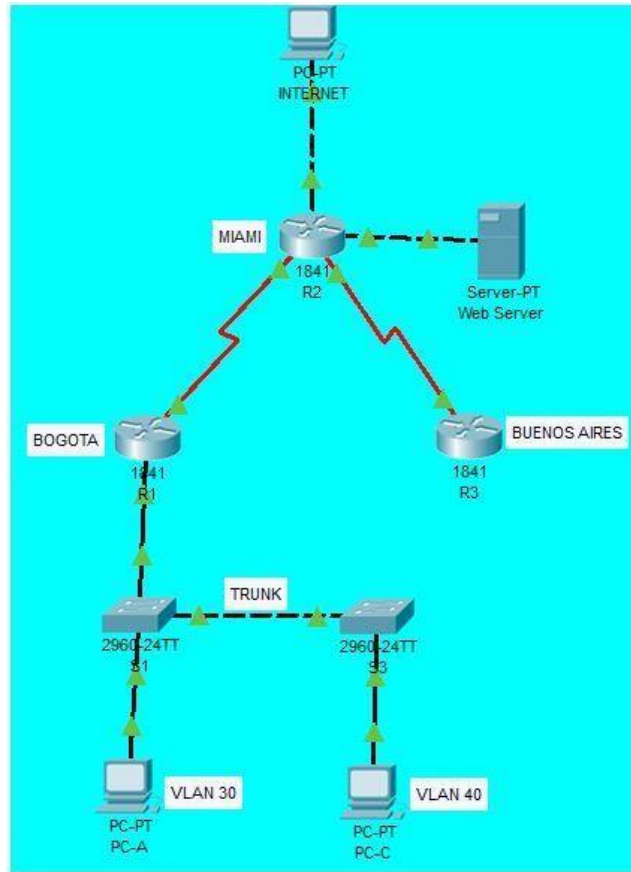 PC-PT
INTERNET
MIAMI
1841
R2
Server-PT
Web Server
BOGOTA
1841
R1
BUENOS AIRES
1841
R3
TRUNK
2960-24TT
S1
2960-24TT
S3
VLAN 30
PC-PT
PC-A
VLAN 40
PC-PT
PC-C